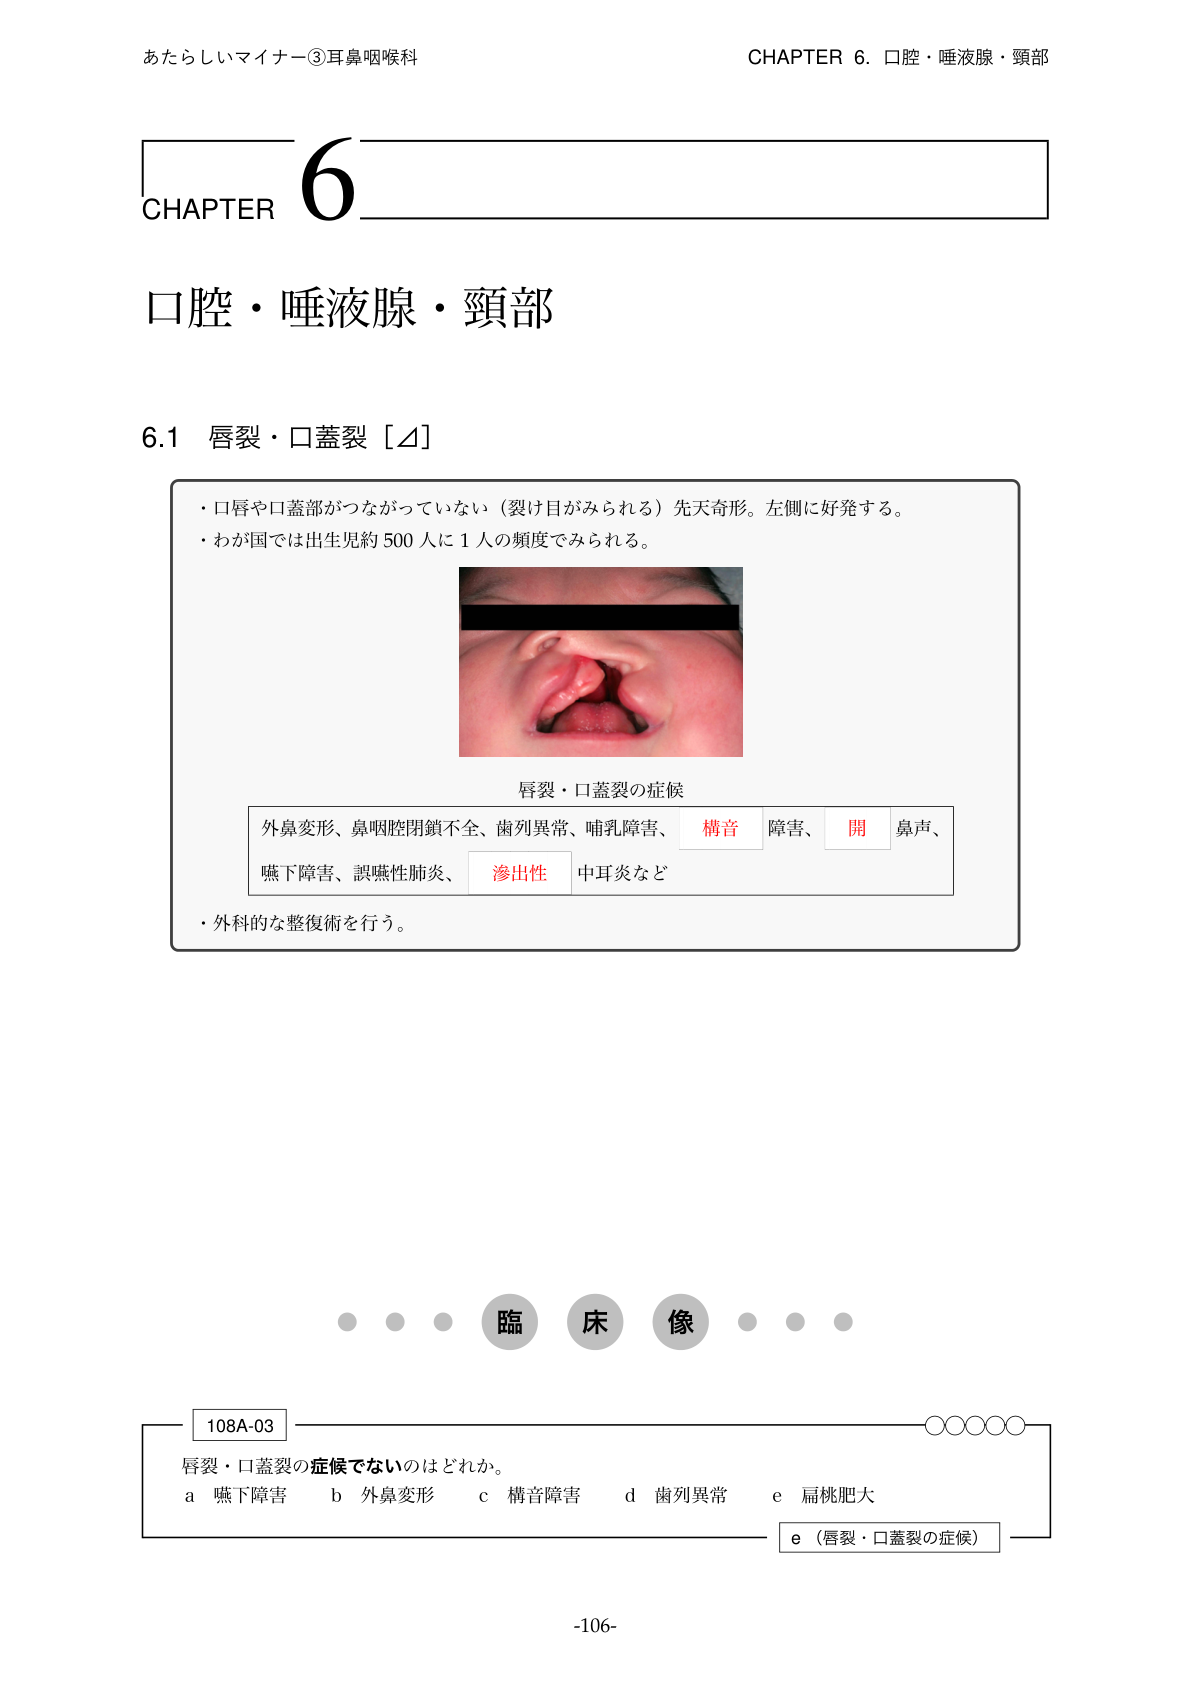 あたらしいマイナー③耳鼻咽喉科
CHAPTER 6. 口腔・唾液腺・頸部
CHAPTER 6
口腔・唾液腺・頸部
6.1 唇裂・口蓋裂［⊿］
・口唇や口蓋部がつながっていない（裂け目がみられる）先天奇形。左側に好発する。
・わが国では出生児約 500 人に 1 人の頻度でみられる。
唇裂・口蓋裂の症候
外鼻変形、鼻咽腔閉鎖不全、歯列異常、哺乳障害、 構音 障害、 開 鼻声、
嚥下障害、誤嚥性肺炎、 滲出性 中耳炎など
・外科的な整復術を行う。
臨床像
108A-03
唇裂・口蓋裂の症候でないのはどれか。
a 嚥下障害 b 外鼻変形 c 構音障害 d 歯列異常 e 扁桃肥大
e （唇裂・口蓋裂の症候）
-106-